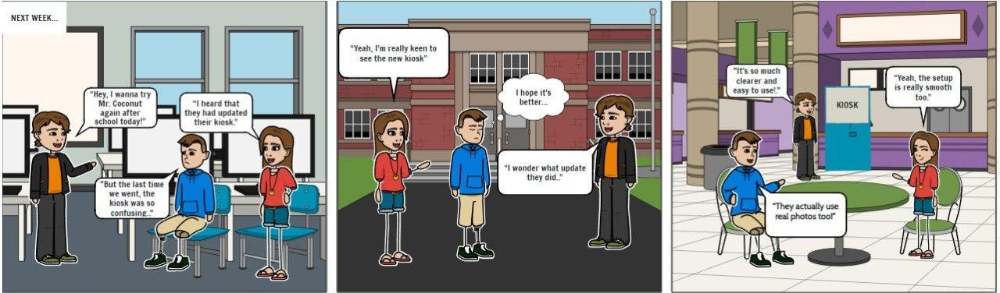 NEXT WEEK...
"Hey, I wanna try
Mr. Coconut
again after
school today!"
"I heard that
they had updated
their kiosk."
"But the last time
we went, the
kiosk was so
confusing.."
"Yeah, I'm really keen to
see the new kiosk"
I hope it's
better...
"I wonder what update
they did.."
"It's so much
clearer and
easy to use!."
KIOSK
"Yeah, the setup
is really smooth
too."
"They actually use
real photos too!"